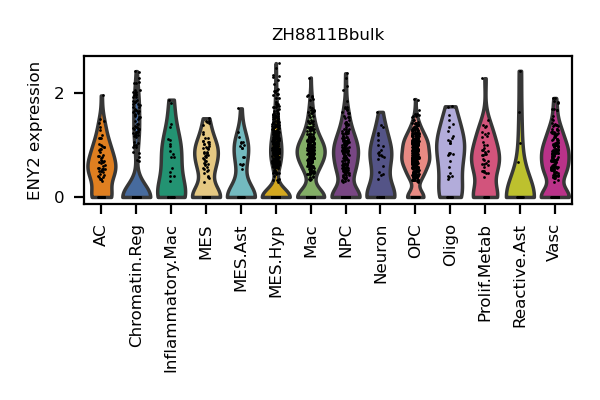 ZH8811Bbulk
ENY2 expression
2
0
AC
Chromatin.Reg
Inflammatory.Mac
MES
MES.Ast
MES.Hyp
Mac
NPC
Neuron
OPC
Oligo
Prolif.Metab
Reactive.Ast
Vasc